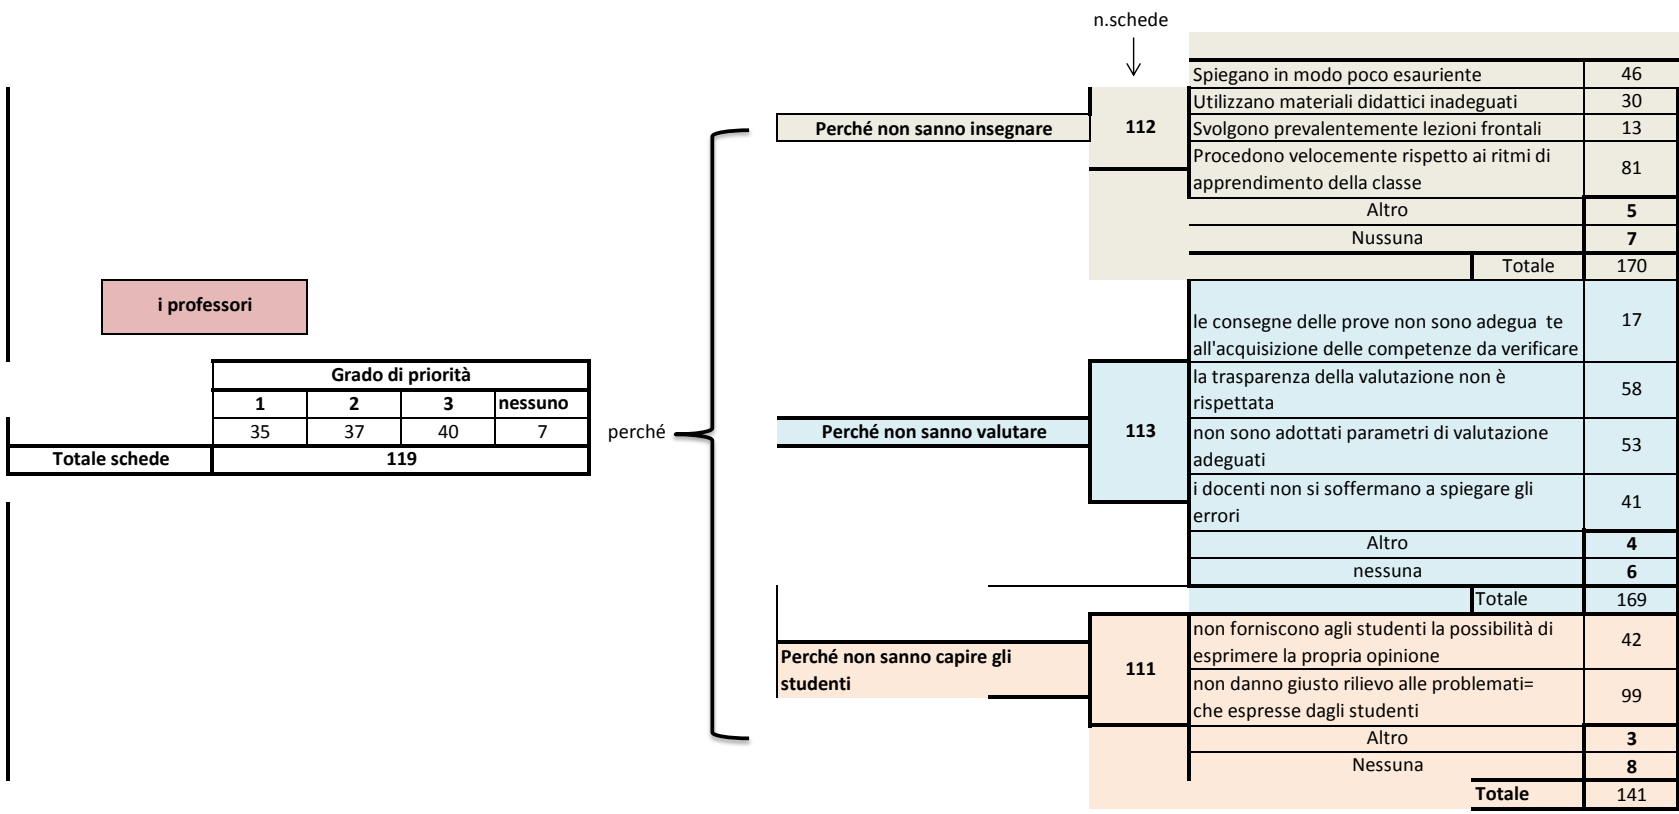 n.schede
Spiegano in modo poco esauriente 46
Utilizzano materiali didattici inadeguati 30
Perché non sanno insegnare 112 Svolgono prevalentemente lezioni frontali 13
Procedono velocemente rispetto ai ritmi di
apprendimento della classe 81
Altro 5
Nussuna 7
Totale 170
i professori
le consegne delle prove non sono adegua te
all'acquisizione delle competenze da verificare 17
Grado di priorità
1 2 3 nessuno
35 37 40 7
Totale schede 119
perché
la trasparenza della valutazione non è
rispettata 58
Perché non sanno valutare 113 non sono adottati parametri di valutazione
adeguati 53
i docenti non si soffermano a spiegare gli
errori 41
Altro 4
nessuna 6
Totale 169
Perché non sanno capire gli
studenti 111
non forniscono agli studenti la possibilità di
esprimere la propria opinione 42
non danno giusto rilievo alle problemati=
che espresse dagli studenti 99
Altro 3
Nessuna 8
Totale 141